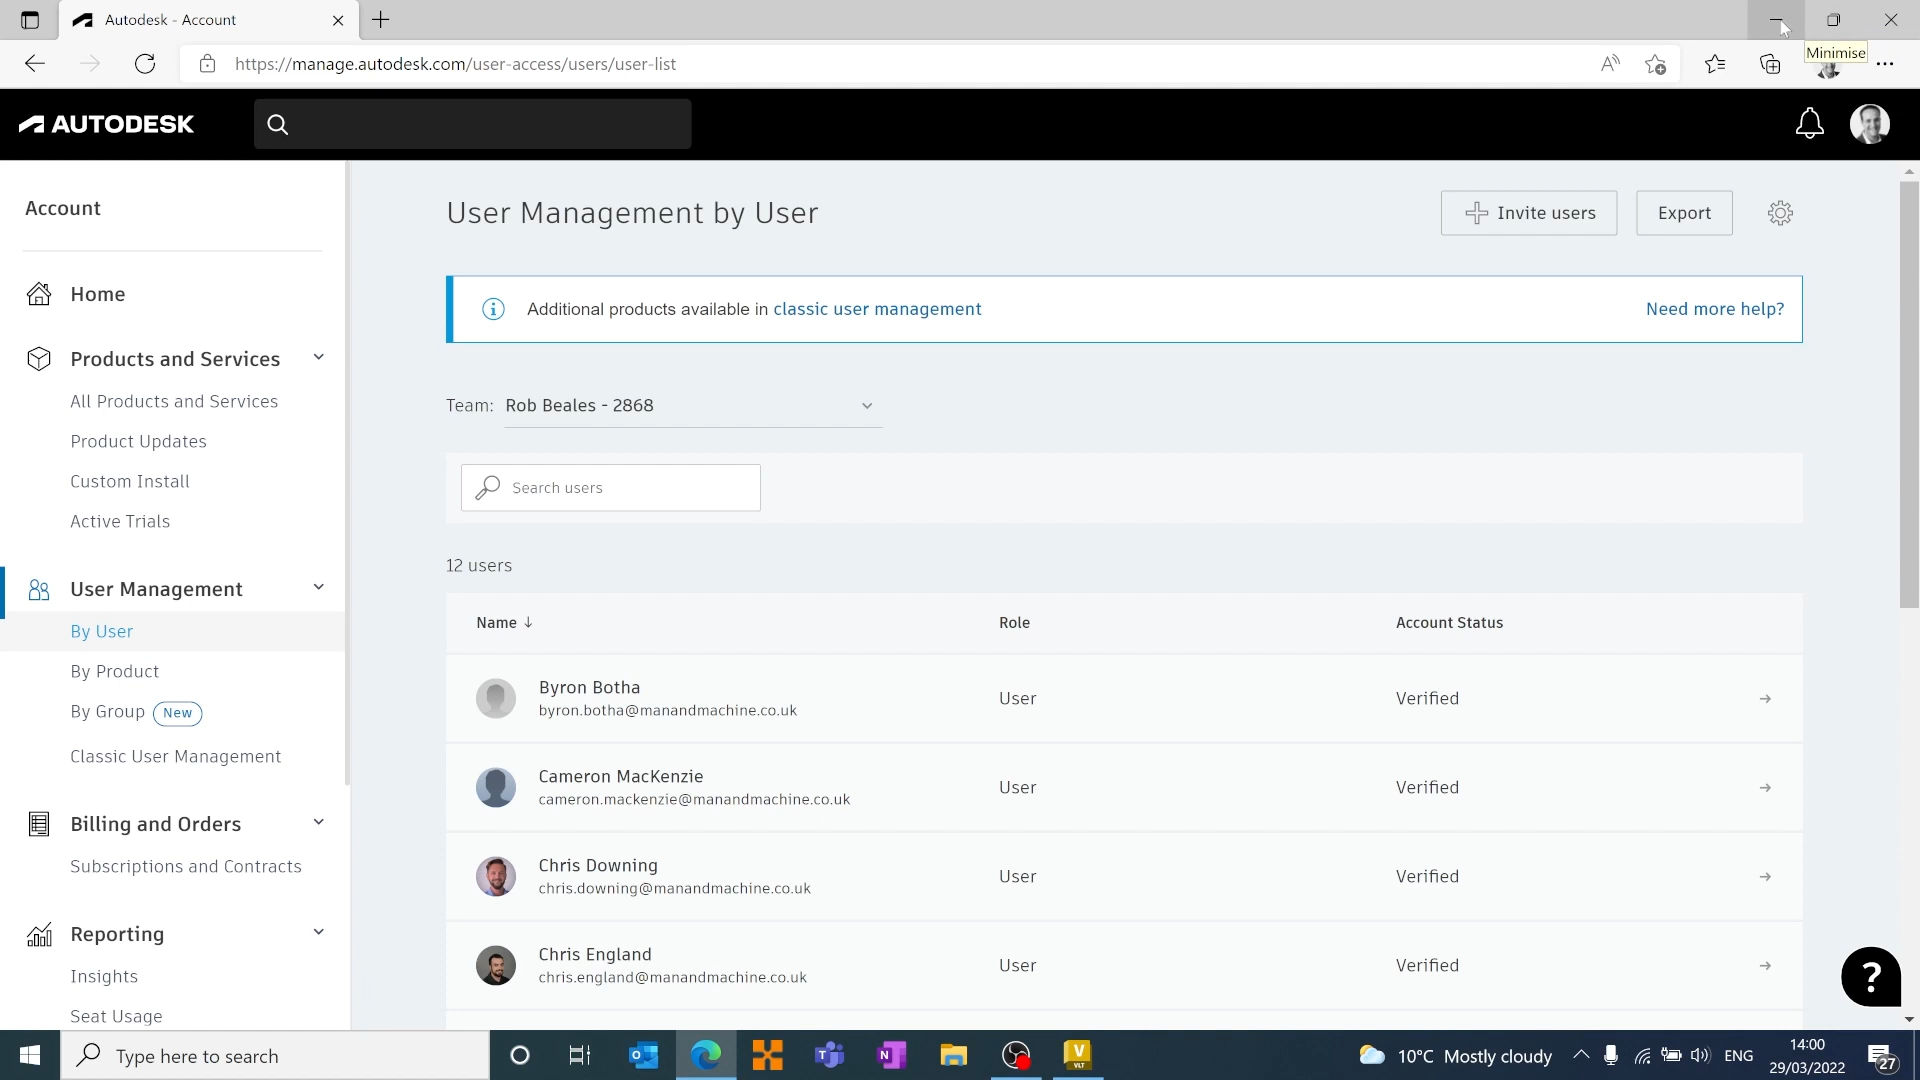 Autodesk - Account
https://manage.autodesk.com/user-access/users/user-list
Minimise
AUTODESK
Account
Home
Products and Services
All Products and Services
Product Updates
Custom Install
Active Trials
User Management
By User
By Product
By Group New
Classic User Management
Billing and Orders
Subscriptions and Contracts
Reporting
Insights
Seat Usage
User Management by User
Invite users
Export
Additional products available in classic user management
Need more help?
Team: Rob Beales - 2868
Search users
12 users
Name ↓ Role Account Status
Byron Botha
byron.botha@manandmachine.co.uk
User
Verified
Cameron MacKenzie
cameron.mackenzie@manandmachine.co.uk
User
Verified
Chris Downing
chris.downing@manandmachine.co.uk
User
Verified
Chris England
chris.england@manandmachine.co.uk
User
Verified
?
Type here to search
10°C Mostly cloudy
ENG
14:00
29/03/2022
27